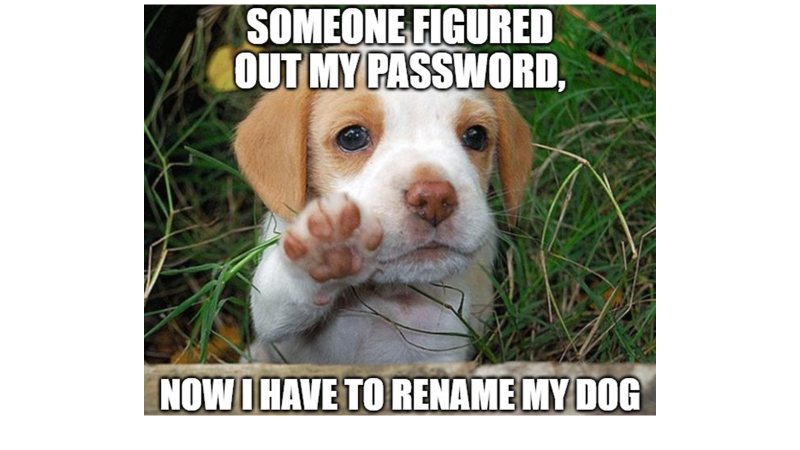 SOMEONE FIGURED
OUT MY PASSWORD,
NOW I HAVE TO RENAME MY DOG